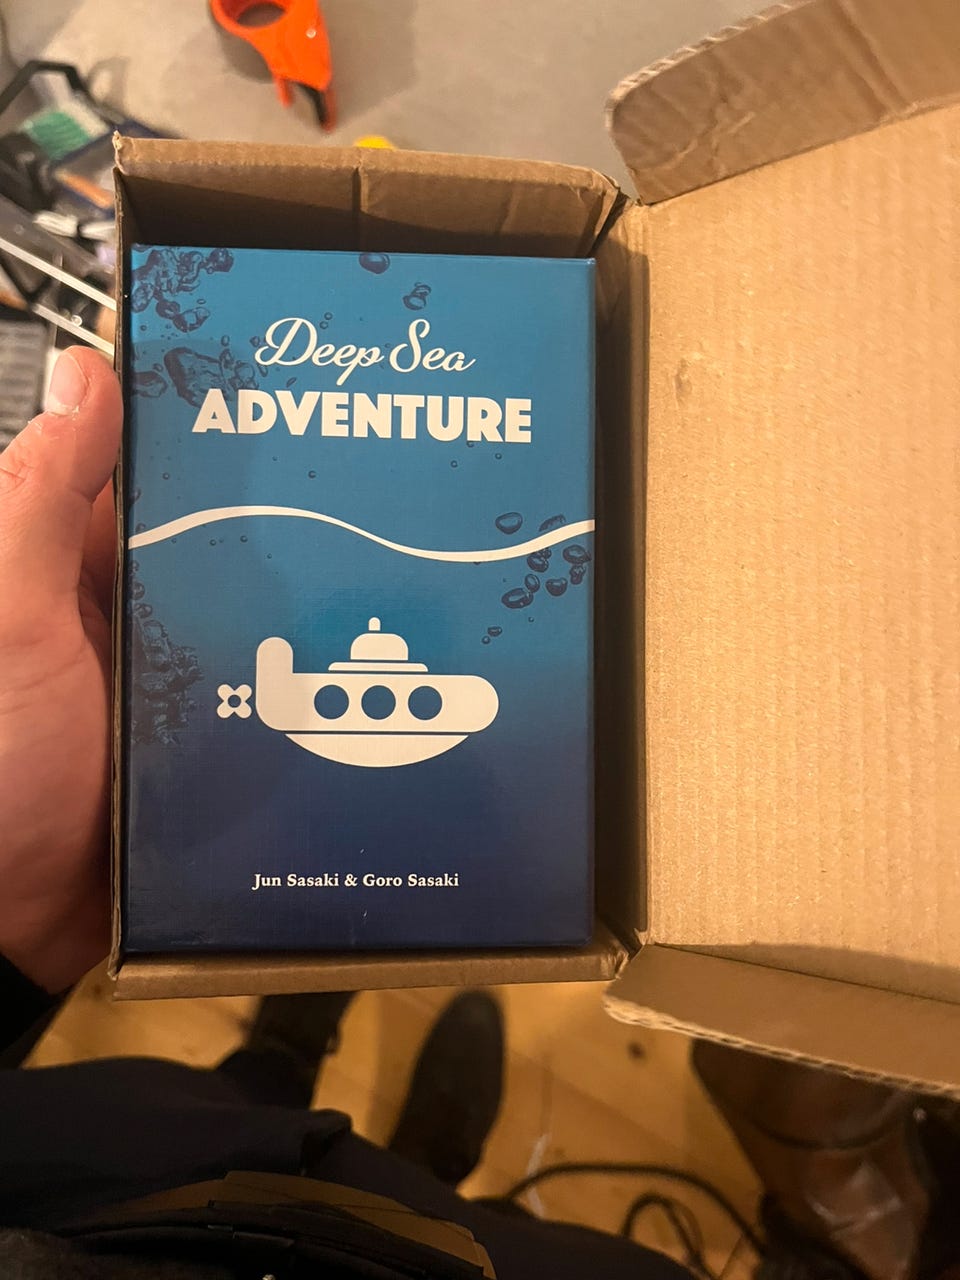 Deep Sea
ADVENTURE
Jun Sasaki & Goro Sasaki